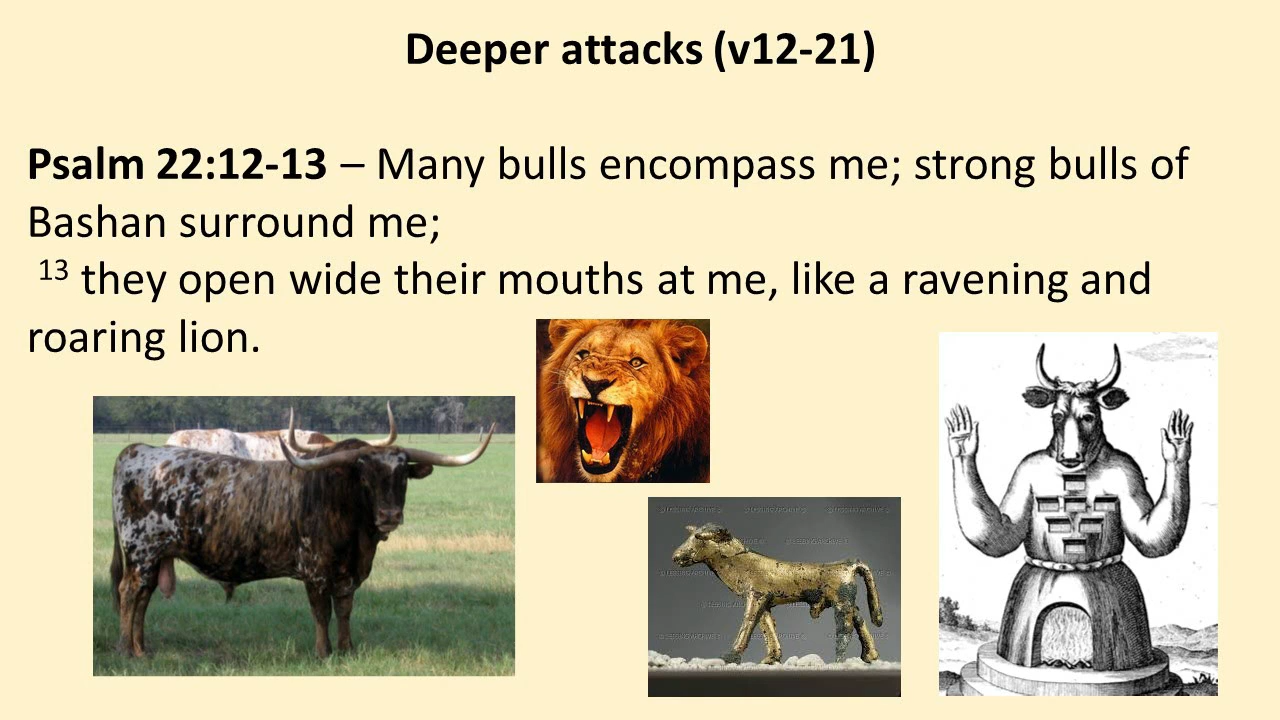 Deeper attacks (v12-21)
Psalm 22:12-13 – Many bulls encompass me; strong bulls of
Bashan surround me;
13 they open wide their mouths at me, like a ravening and
roaring lion.